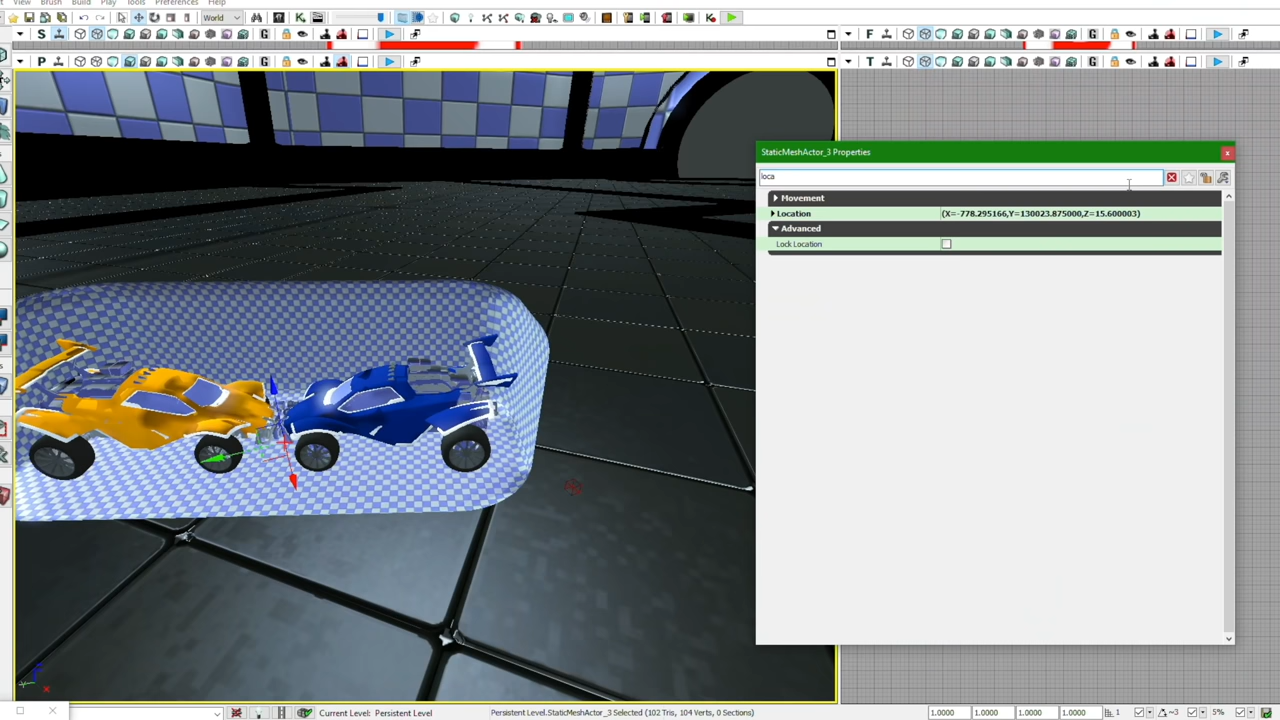 View Brush Build Play Tools Preferences Help
World
S G
F G
P G
T G
StaticMeshActor_3 Properties
loca
Movement
Location (X=-778.295166,Y=130023.875000,Z=15.600003)
Advanced
Lock Location
Current Level: Persistent Level Persistent Level.StaticMeshActor_3 Selected (102 Tris, 104 Verts, 0 Sections) 1.0000 1.0000 1.0000 1.0000 1 ~3 5%